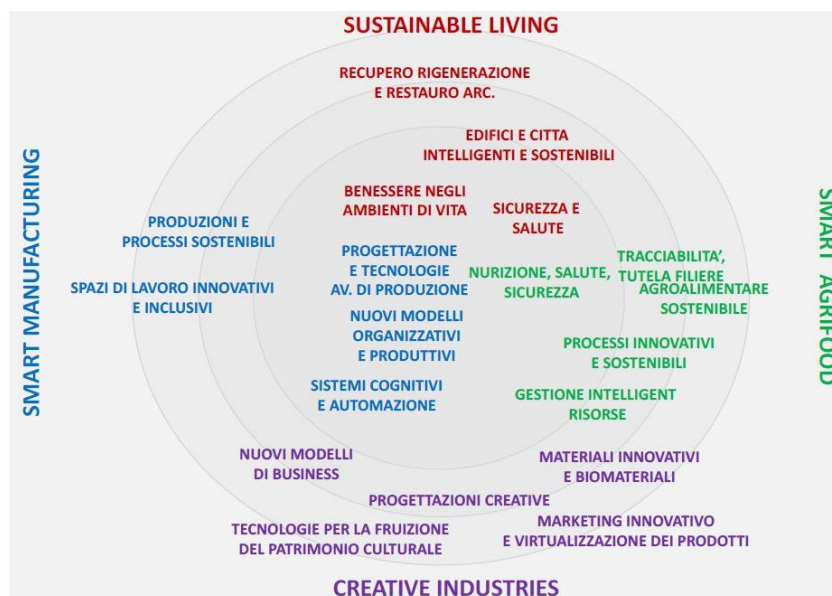 SUSTAINABLE LIVING
RECUPERO RIGENERAZIONE
E RESTAURO ARC.
EDIFICI E CITTA
INTELLIGENTI E SOSTENIBILI
BENESSERE NEGLI
AMBIENTI DI VITA
SICUREZZA E
SALUTE
SMART MANUFACTURING
PRODUZIONI E
PROCESSI SOSTENIBILI
SPAZI DI LAVORO INNOVATIVI
E INCLUSIVI
PROGETTAZIONE
E TECNOLOGIE
AV. DI PRODUZIONE
NUOVI MODELLI
ORGANIZZATIVI
E PRODUTTIVI
SISTEMI COGNITIVI
E AUTOMAZIONE
NURIZIONE, SALUTE,
SICUREZZA
TRACCIABILITA’,
TUTELA FILIERE
AGROALIMENTARE
SOSTENIBILE
PROCESSI INNOVATIVI
E SOSTENIBILI
GESTIONE INTELLIGENT
RISORSE
SMART AGRIFOOD
NUOVI MODELLI
DI BUSINESS
MATERIALI INNOVATIVI
E BIOMATERIALI
PROGETTAZIONI CREATIVE
TECNOLOGIE PER LA FRUIZIONE
DEL PATRIMONIO CULTURALE
MARKETING INNOVATIVO
E VIRTUALIZZAZIONE DEI PRODOTTI
CREATIVE INDUSTRIES